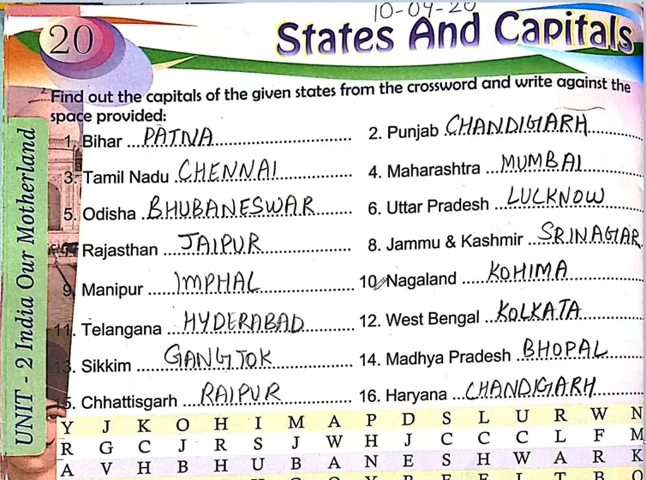 10-04-20
20
States And Capitals
Find out the capitals of the given states from the crossword and write against the
space provided:
1. Bihar ... PATNA
2. Punjab ... CHANDIGARH
3. Tamil Nadu ... CHENNAI
4. Maharashtra ... MUMBAI
5. Odisha ... BHUBANESWAR
6. Uttar Pradesh ... LUCKNOW
Rajasthan ... JAIPUR
8. Jammu & Kashmir ... SRINAGAR
9. Manipur ... IMPHAL
10. Nagaland ... KOHIMA
11. Telangana ... HYDERABAD
12. West Bengal ... KOLKATA
13. Sikkim ... GANGTOK
14. Madhya Pradesh ... BHOPAL
15. Chhattisgarh ... RAIPUR
16. Haryana ... CHANDIGARH
UNIT - 2 India Our Motherland
Y J K O H I M A P D S L U R W N
R G C J R S J W H J C C C L F M
A V H B H U B A N E S H W A R K